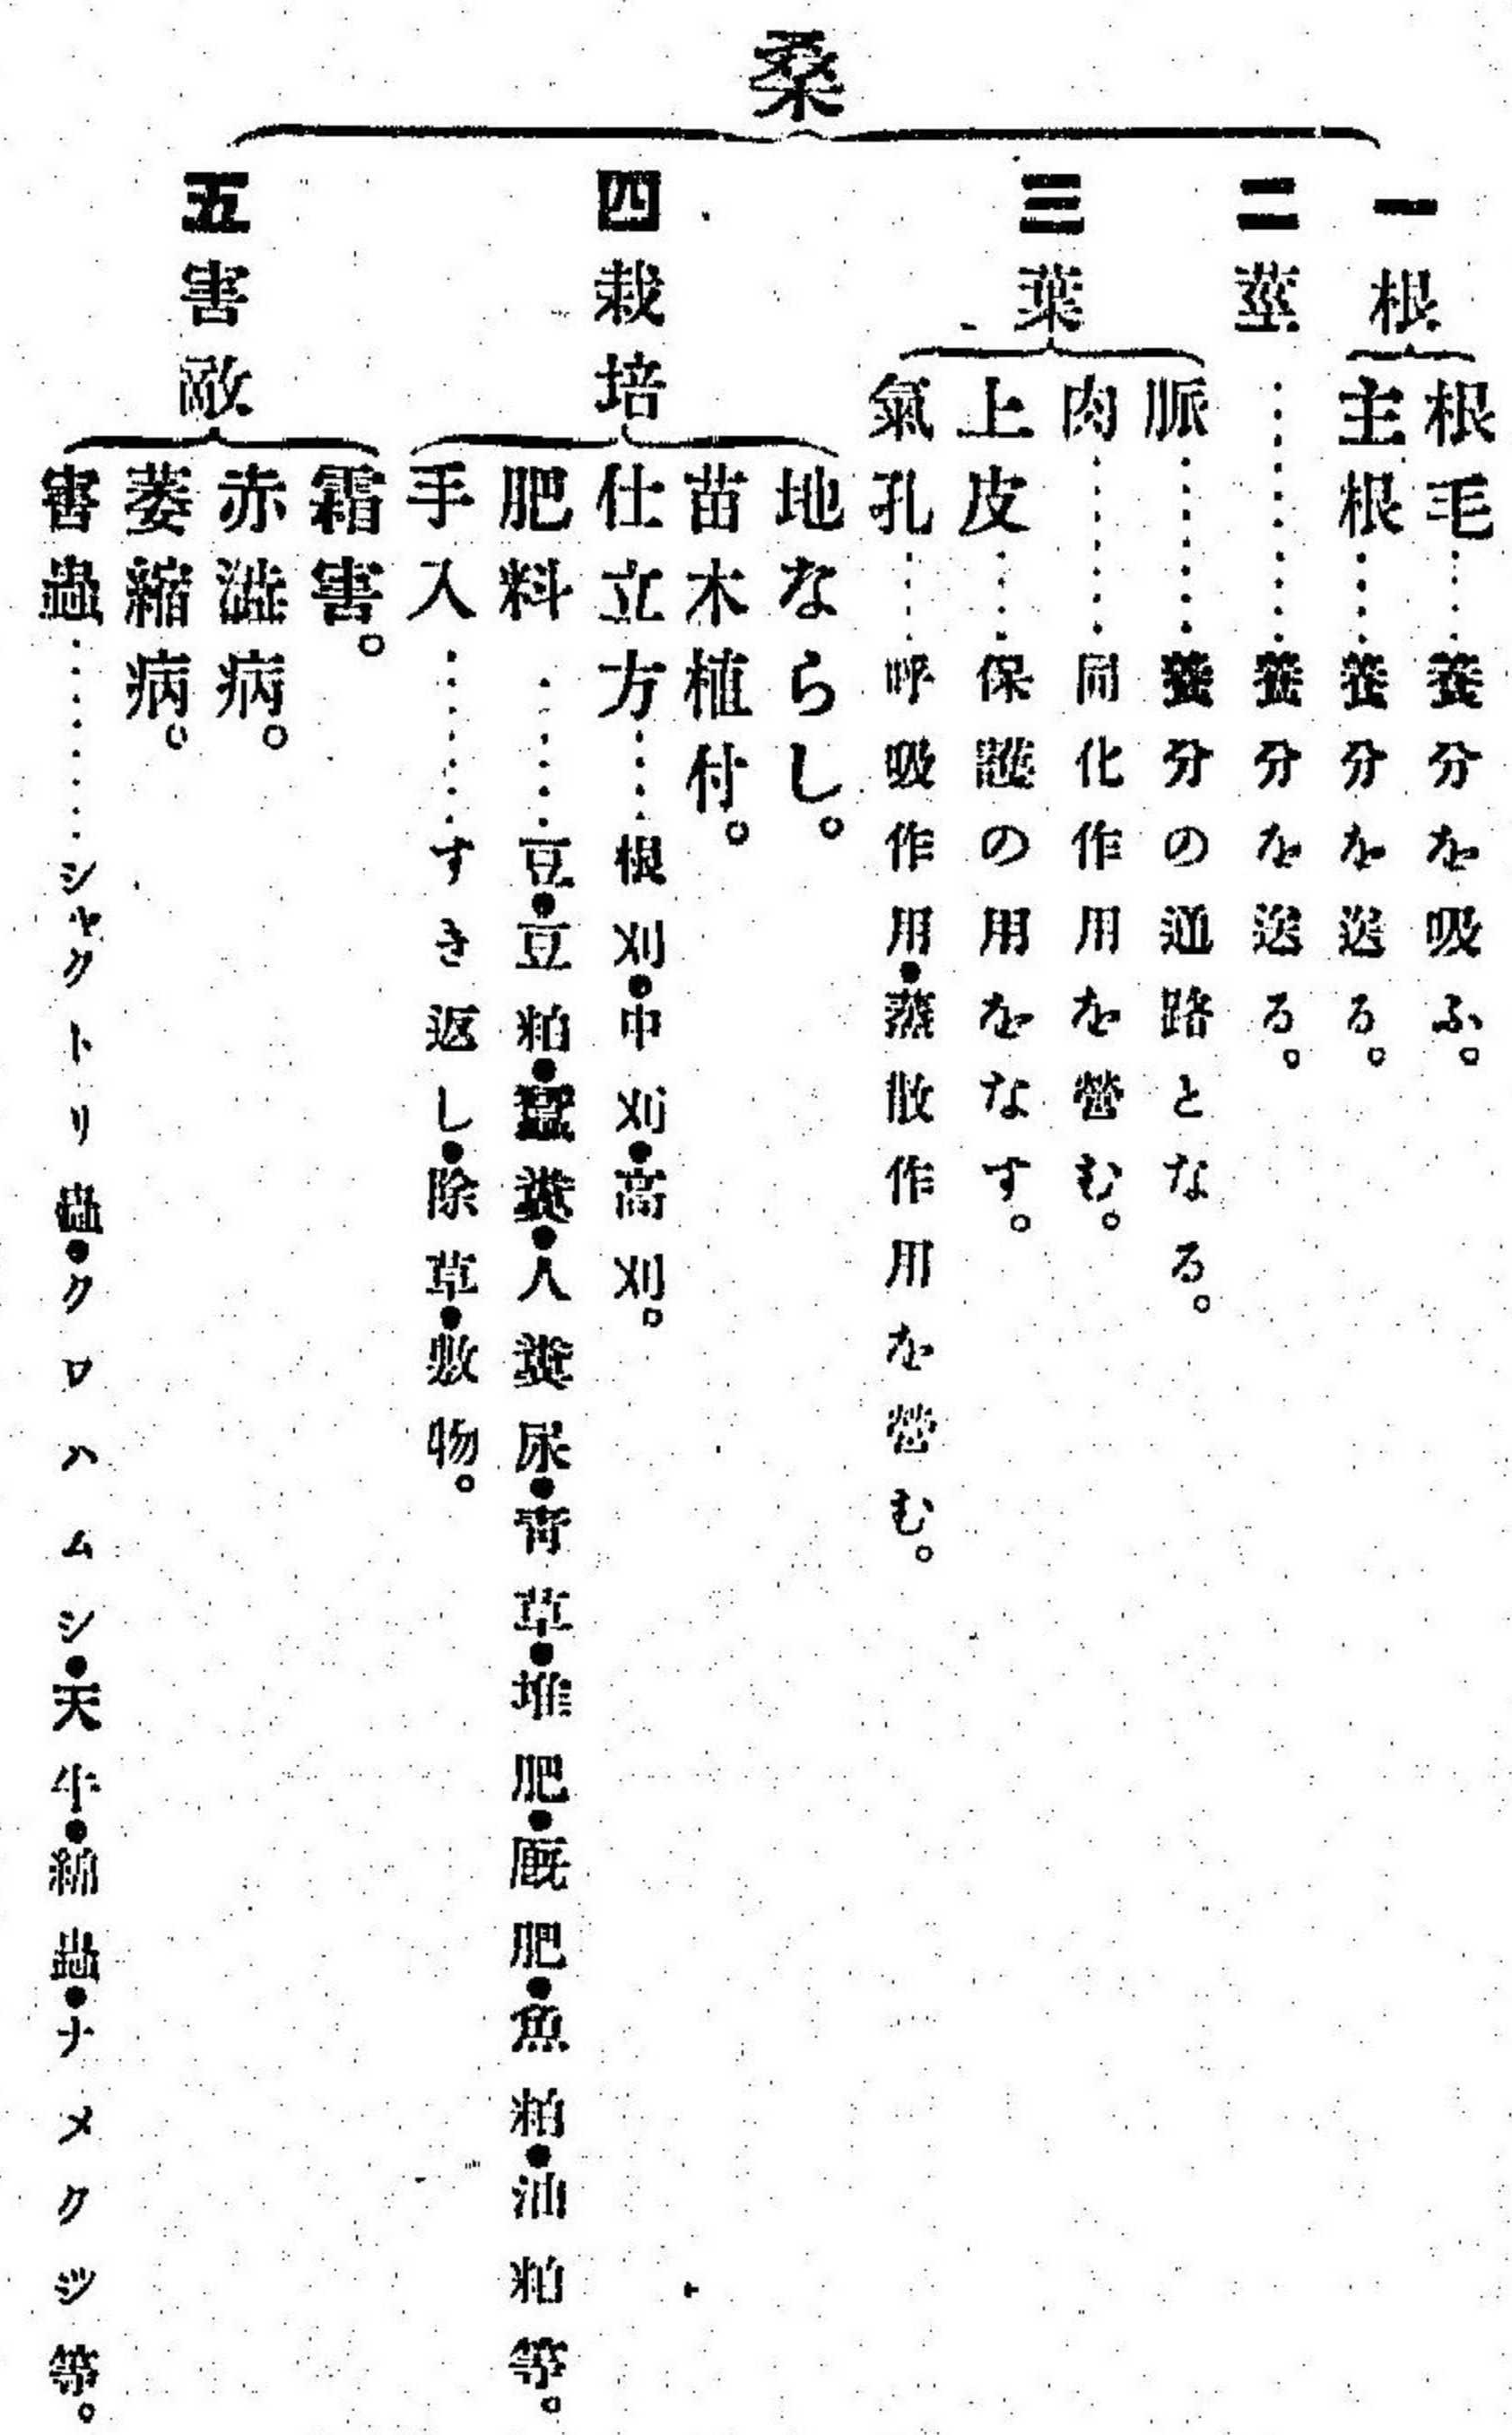 桑
一 根
根毛……養分を吸ふ。
主根……養分を送る。
二 莖…………養分を送る。
三 葉
脈…………養分の通路となる。
肉…………同化作用を營む。
上皮……保護の用をなす。
氣孔……呼吸作用●蒸散作用を營む。
四 栽培
地ならし。
苗木植付。
仕立方……根刈●中刈●高刈。
肥料……豆●豆粕●蠶糞●人糞尿●靑草●堆肥●厩肥●魚粕●油粕等。
手入……すき返し●除草●敷物。
五 害敵
霜害。
赤澁病。
萎縮病。
害蟲…………シャクトリ蟲●クロハムシ●天牛●綿蟲●ナメクジ等。